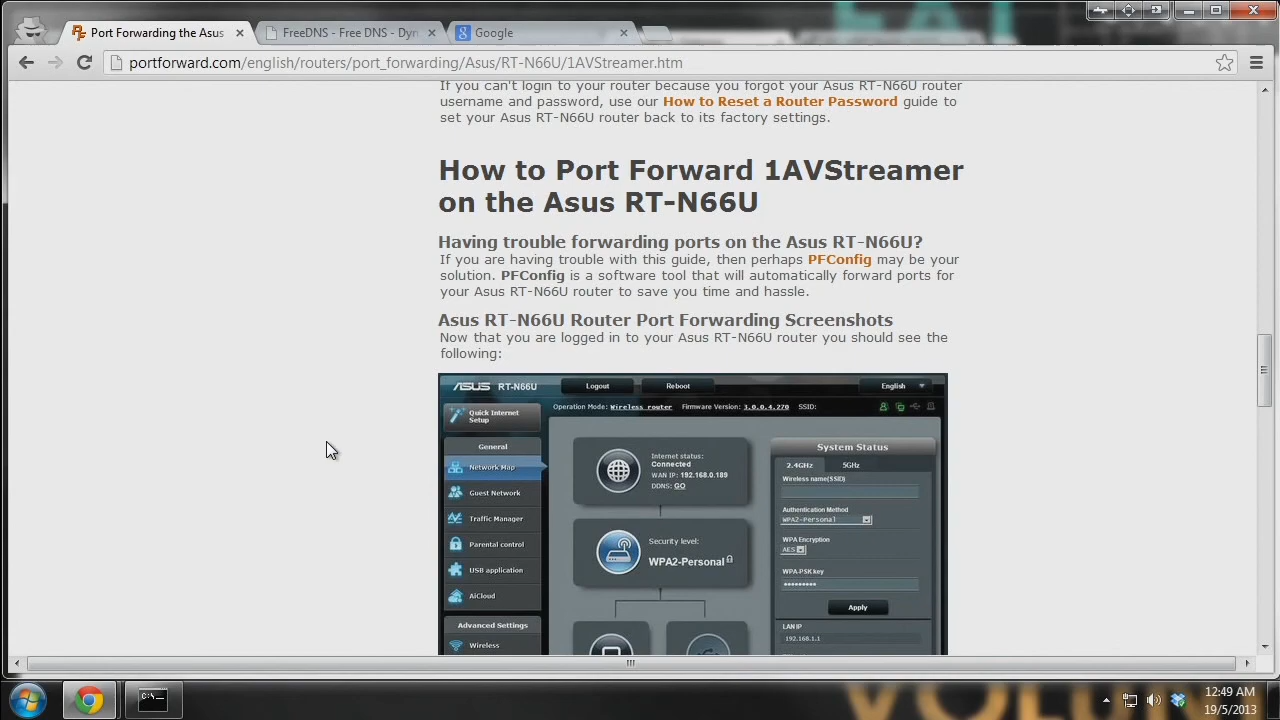 Port Forwarding the Asus
FreeDNS - Free DNS - Dyn
Google
portforward.com/english/routers/port_forwarding/Asus/RT-N66U/1AVStreamer.htm
If you can't login to your router because you forgot your Asus RT-N66U router
username and password, use our How to Reset a Router Password guide to
set your Asus RT-N66U router back to its factory settings.
How to Port Forward 1AVStreamer
on the Asus RT-N66U
Having trouble forwarding ports on the Asus RT-N66U?
If you are having trouble with this guide, then perhaps PFConfig may be your
solution. PFConfig is a software tool that will automatically forward ports for
your Asus RT-N66U router to save you time and hassle.
Asus RT-N66U Router Port Forwarding Screenshots
Now that you are logged in to your Asus RT-N66U router you should see the
following:
ASUS RT-N66U
Logout
Reboot
English
Quick Internet
Setup
Operation Mode: Wireless router Firmware Version: 3.0.0.4.270 SSID:
General
Network Map
Guest Network
Traffic Manager
Parental control
USB application
AiCloud
Advanced Settings
Wireless
Internet status:
Connected
WAN IP: 192.168.0.189
DDNS: GO
Security level:
WPA2-Personal
System Status
2.4GHz
5GHz
Wireless name(SSID)
Authentication Method
WPA2-Personal
WPA Encryption
AES
WPA-PSK key
•••••••••
Apply
LAN IP
192.168.1.1
12:49 AM
19/5/2013